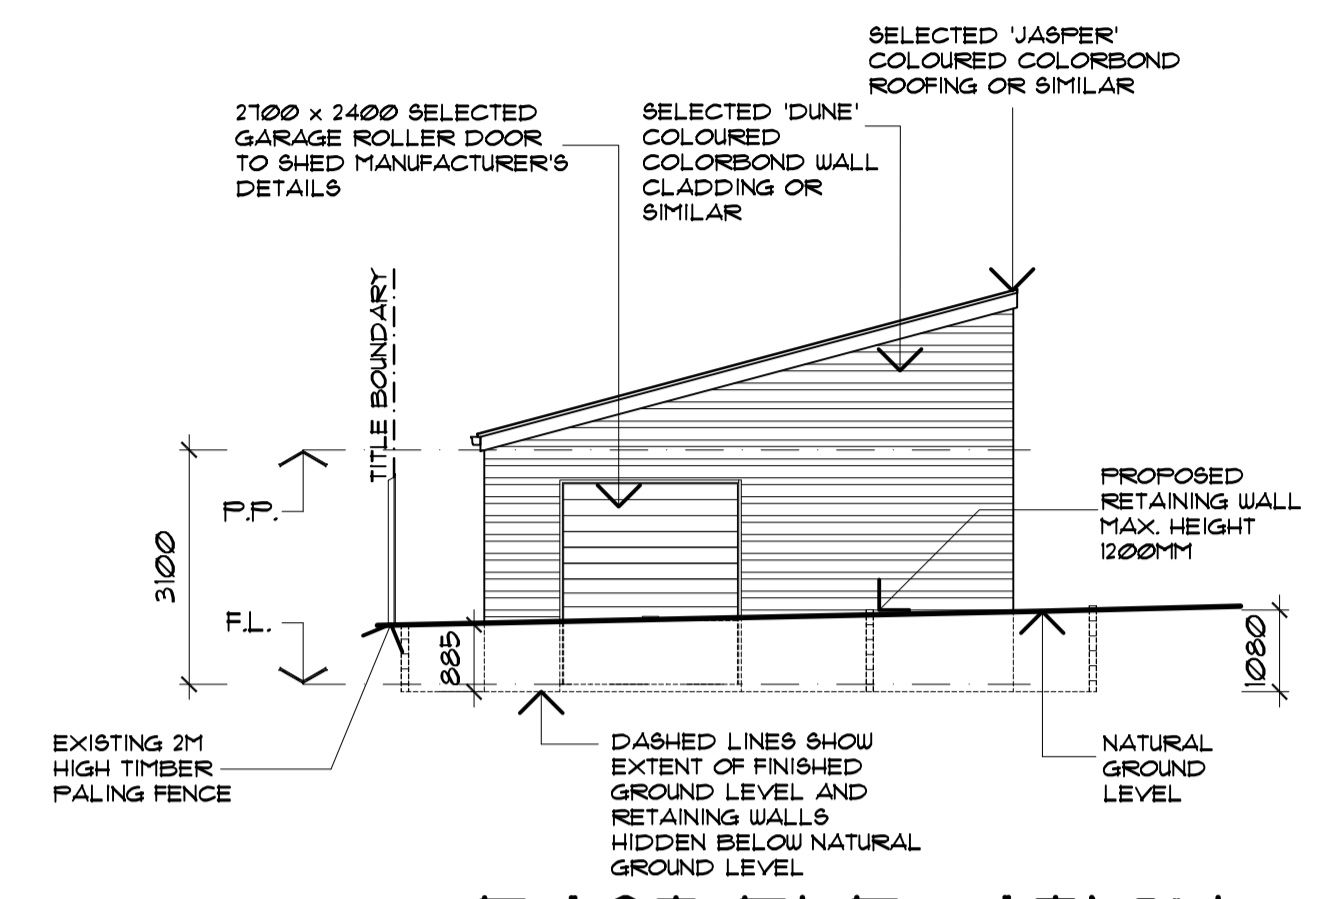 SELECTED 'JASPER'
COLOURED COLORBOND
ROOFING OR SIMILAR
2700 x 2400 SELECTED
GARAGE ROLLER DOOR
TO SHED MANUFACTURER'S
DETAILS
SELECTED 'DUNE'
COLOURED
COLORBOND WALL
CLADDING OR
SIMILAR
TITLE BOUNDARY
P.P.
3100
F.L.
885
PROPOSED
RETAINING WALL
MAX. HEIGHT
1200MM
1080
EXISTING 2M
HIGH TIMBER
PALING FENCE
DASHED LINES SHOW
EXTENT OF FINISHED
GROUND LEVEL AND
RETAINING WALLS
HIDDEN BELOW NATURAL
GROUND LEVEL
NATURAL
GROUND
LEVEL